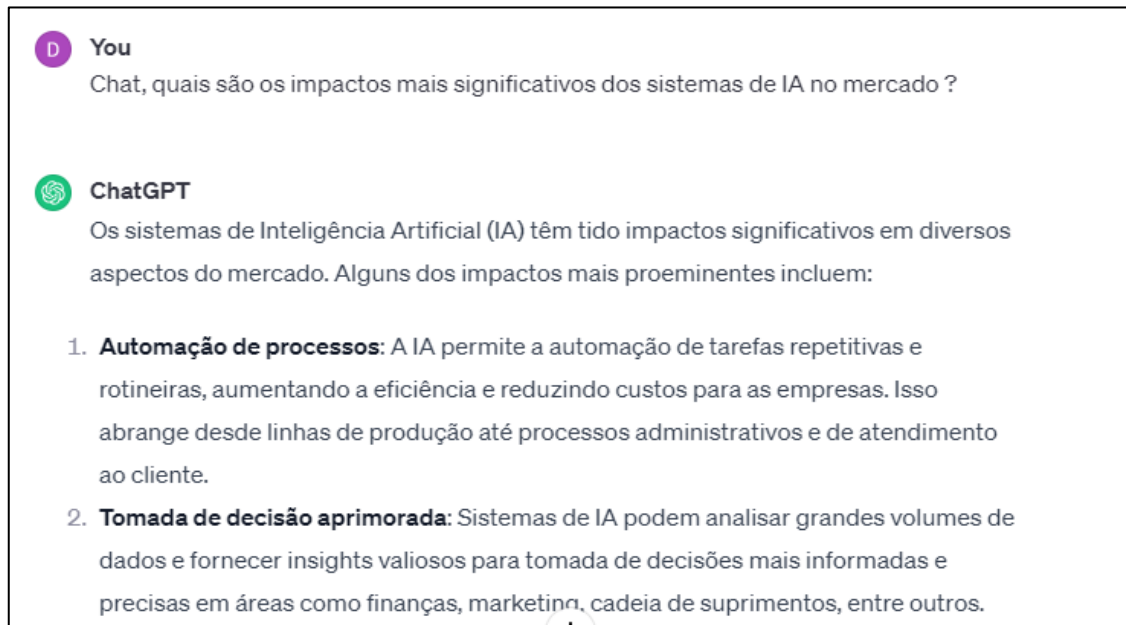 D
You
Chat, quais são os impactos mais significativos dos sistemas de IA no mercado ?
ChatGPT
Os sistemas de Inteligência Artificial (IA) têm tido impactos significativos em diversos
aspectos do mercado. Alguns dos impactos mais proeminentes incluem:
1. Automação de processos: A IA permite a automação de tarefas repetitivas e
rotineiras, aumentando a eficiência e reduzindo custos para as empresas. Isso
abrange desde linhas de produção até processos administrativos e de atendimento
ao cliente.
2. Tomada de decisão aprimorada: Sistemas de IA podem analisar grandes volumes de
dados e fornecer insights valiosos para tomada de decisões mais informadas e
precisas em áreas como finanças, marketing, cadeia de suprimentos, entre outros.